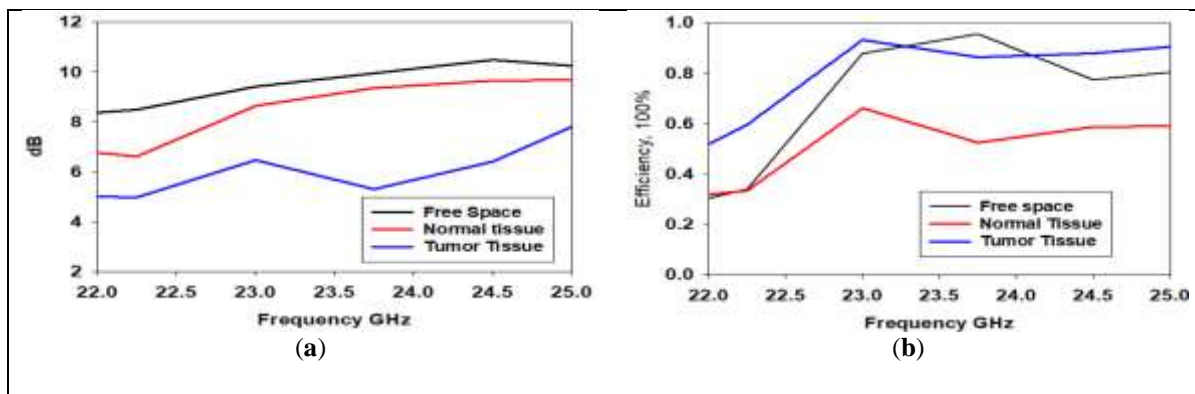 12
10
8
6
4
2
dB
22.0 22.5 23.0 23.5 24.0 24.5 25.0
Frequency GHz
Free Space
Normal tissue
Tumor Tissue
(a)
1.0
0.8
0.6
0.4
0.2
0.0
Efficiency, 100%
22.0 22.5 23.0 23.5 24.0 24.5 25.0
Frequency GHz
Free space
Normal Tissue
Tumor Tissue
(b)